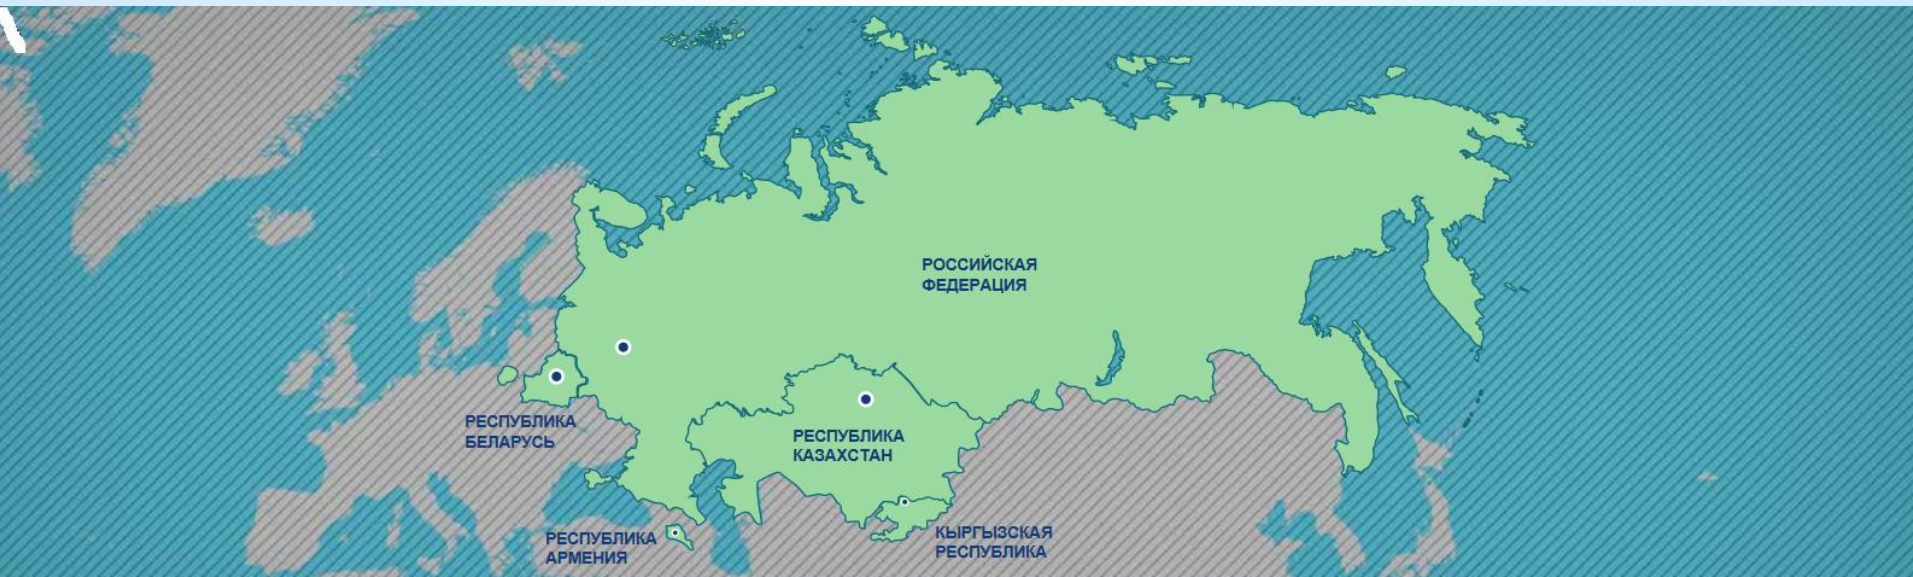 РОССИЙСКАЯ
ФЕДЕРАЦИЯ
РЕСПУБЛИКА
БЕЛАРУСЬ
РЕСПУБЛИКА
КАЗАХСТАН
РЕСПУБЛИКА
АРМЕНИЯ
КЫРГЫЗСКАЯ
РЕСПУБЛИКА